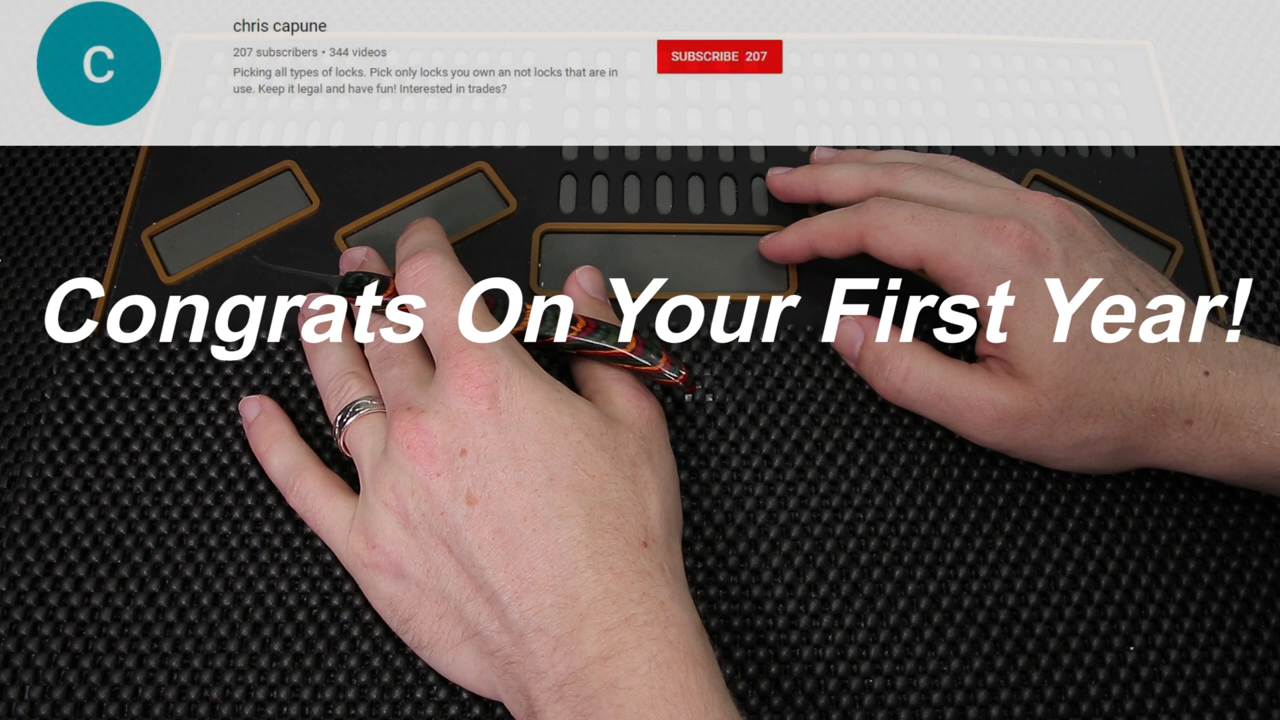 C
chris capune
207 subscribers • 344 videos
SUBSCRIBE 207
Picking all types of locks. Pick only locks you own an not locks that are in
use. Keep it legal and have fun! Interested in trades?
Congrats On Your First Year!